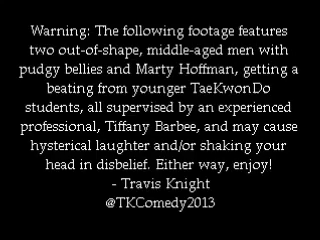 Warning: The following footage features
two out-of-shape, middle-aged men with
pudgy bellies and Marty Hoffman, getting a
beating from younger TaeKwonDo
students, all supervised by an experienced
professional, Tiffany Barbee, and may cause
hysterical laughter and/or shaking your
head in disbelief. Either way, enjoy!
- Travis Knight
@TKComedy2013